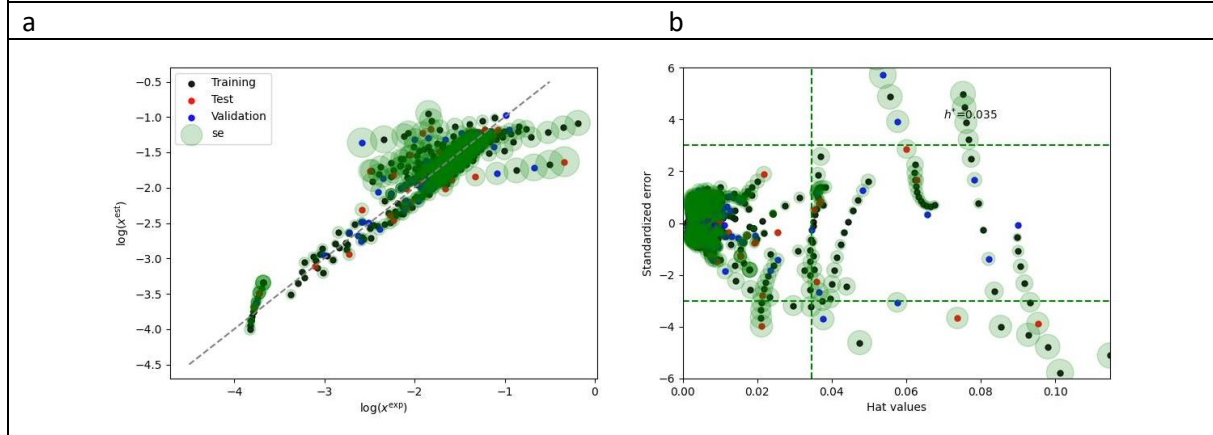 a
b
Training
Test
Validation
se
−0.5
−1.0
−1.5
−2.0
−2.5
−3.0
−3.5
−4.0
−4.5
log(x^est)
−4
−3
−2
−1
0
log(x^exp)
h*=0.035
6
4
2
0
−2
−4
−6
Standardized error
0.00
0.02
0.04
0.06
0.08
0.10
Hat values